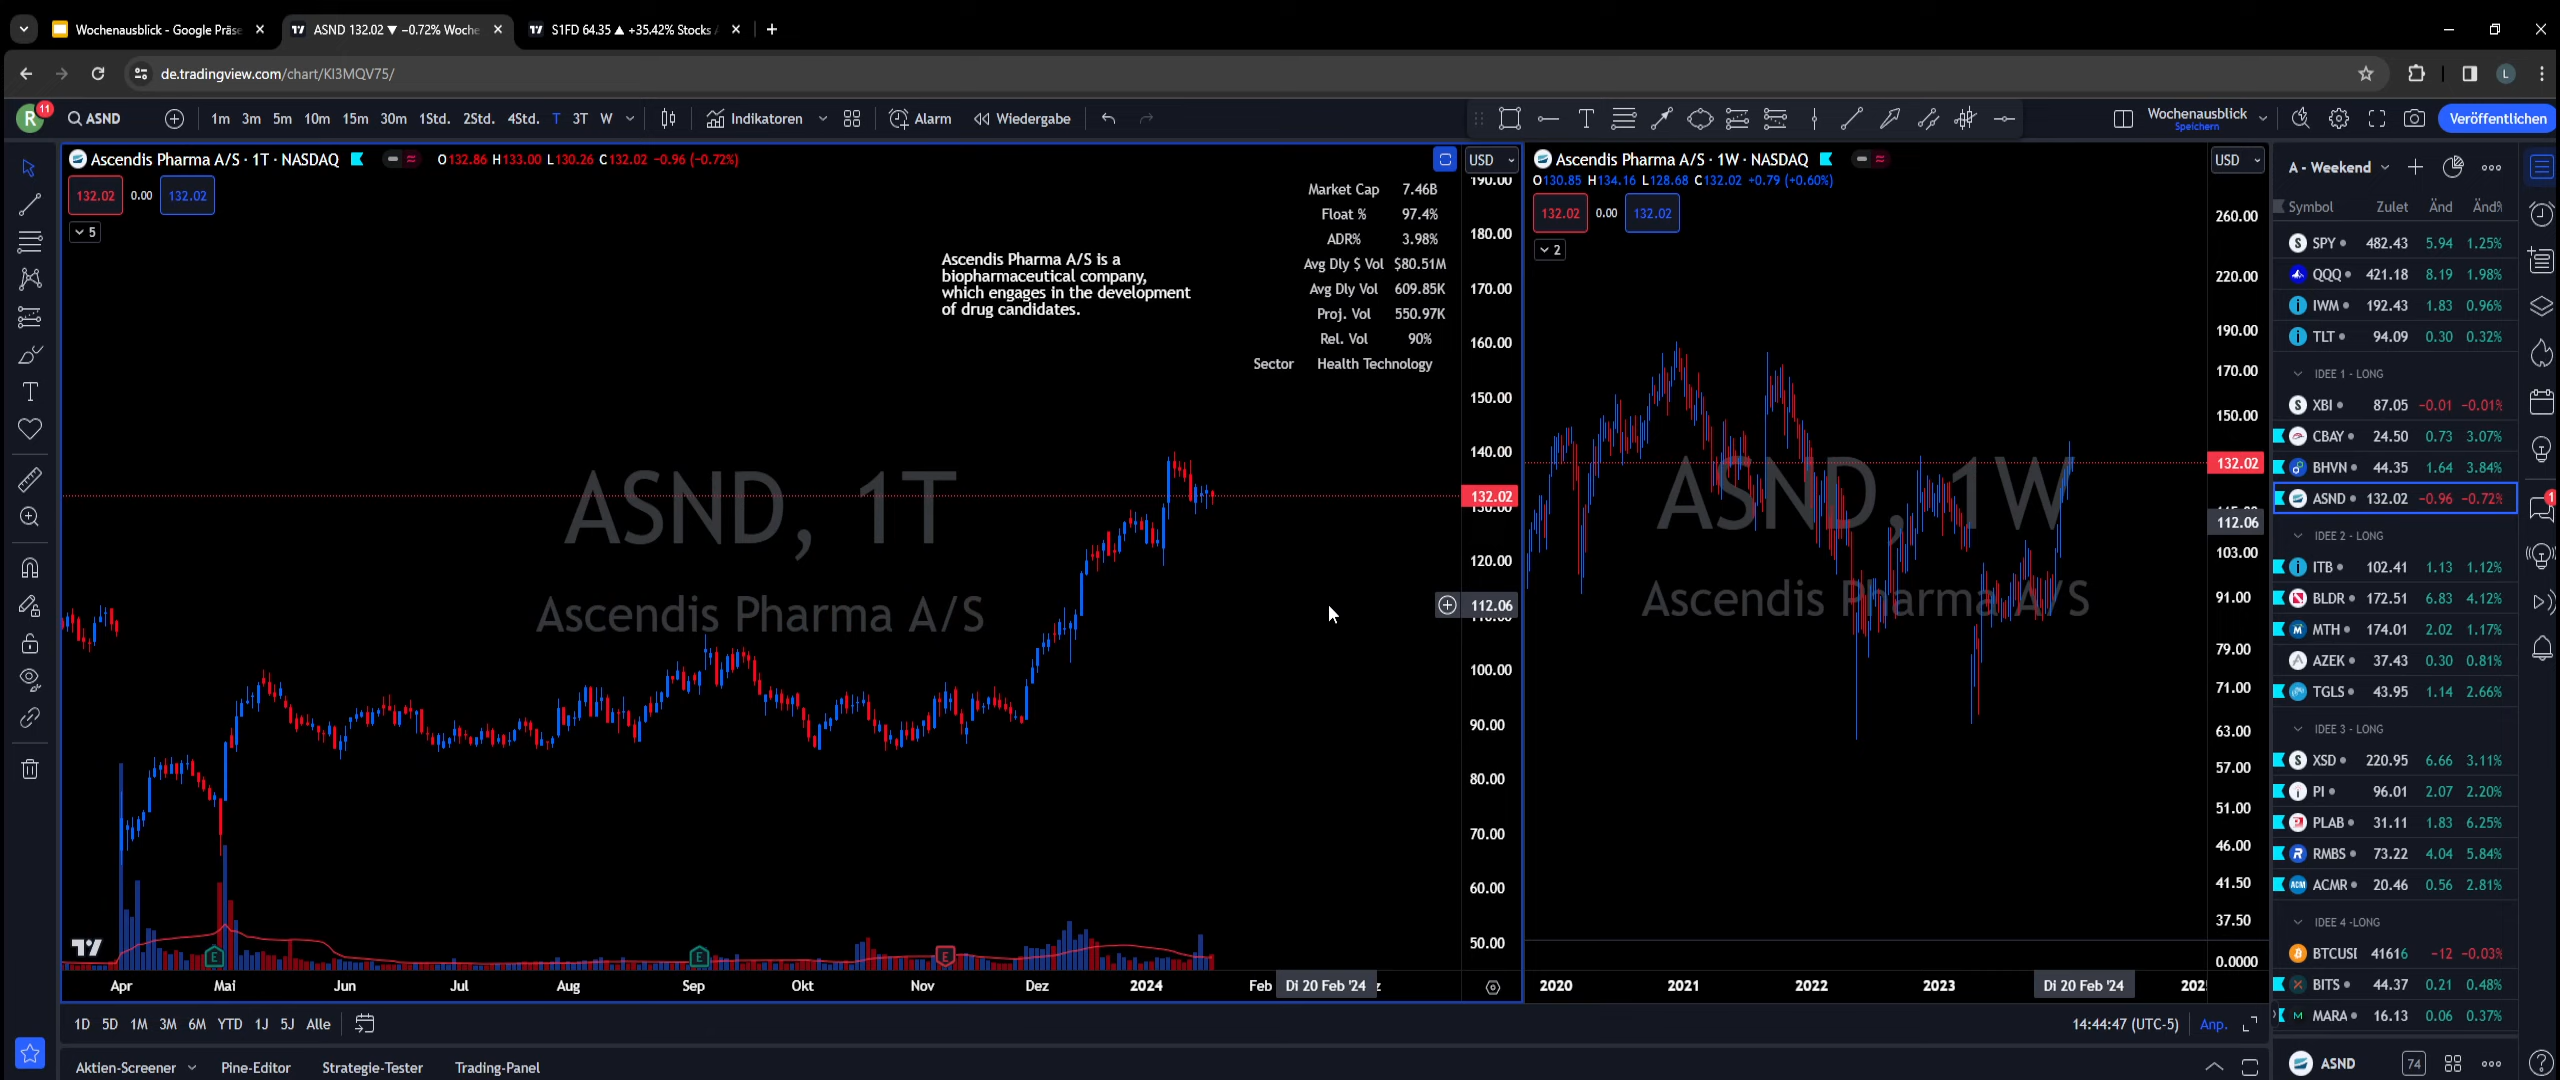 Wochenausblick - Google Präse
ASND 132.02 ▼ −0.72% Woche
S1FD 64.35 ▲ +35.42% Stocks /
de.tradingview.com/chart/KI3MQV75/
R 11 ASND 1m 3m 5m 10m 15m 30m 1Std. 2Std. 4Std. T 3T W Indikatoren Alarm Wiedergabe
Wochenausblick
Speichern
Veröffentlichen
L
Ascendis Pharma A/S · 1T · NASDAQ O132.86 H133.00 L130.26 C132.02 −0.96 (−0.72%)
132.02 0.00 132.02
5
USD
Market Cap 7.46B
Float % 97.4%
ADR% 3.98%
Avg Dly $ Vol $80.51M
Avg Dly Vol 609.85K
Proj. Vol 550.97K
Rel. Vol 90%
Sector Health Technology
Ascendis Pharma A/S is a
biopharmaceutical company,
which engages in the development
of drug candidates.
ASND, 1T
Ascendis Pharma A/S
190.00
180.00
170.00
160.00
150.00
140.00
132.02
130.00
120.00
112.06
100.00
90.00
80.00
70.00
60.00
50.00
E E E
Apr Mai Jun Jul Aug Sep Okt Nov Dez 2024 Feb Di 20 Feb '24
Ascendis Pharma A/S · 1W · NASDAQ
O130.85 H134.16 L128.68 C132.02 +0.79 (+0.60%)
132.02 0.00 132.02
2
USD
ASND, 1W
Ascendis Pharma A/S
260.00
220.00
190.00
170.00
150.00
132.02
112.06
103.00
91.00
79.00
71.00
63.00
57.00
51.00
46.00
41.50
37.50
0.0000
2020 2021 2022 2023 Di 20 Feb '24 202
1D 5D 1M 3M 6M YTD 1J 5J Alle
14:44:47 (UTC-5) Anp.
Aktien-Screener Pine-Editor Strategie-Tester Trading-Panel
A - Weekend
Symbol Zulet Änd Änd%
SPY 482.43 5.94 1.25%
QQQ 421.18 8.19 1.98%
IWM 192.43 1.83 0.96%
TLT 94.09 0.30 0.32%
IDEE 1 - LONG
XBI 87.05 −0.01 −0.01%
CBAY 24.50 0.73 3.07%
BHVN 44.35 1.64 3.84%
ASND 132.02 −0.96 −0.72%
IDEE 2 - LONG
ITB 102.41 1.13 1.12%
BLDR 172.51 6.83 4.12%
MTH 174.01 2.02 1.17%
AZEK 37.43 0.30 0.81%
TGLS 43.95 1.14 2.66%
IDEE 3 - LONG
XSD 220.95 6.66 3.11%
PI 96.01 2.07 2.20%
PLAB 31.11 1.83 6.25%
RMBS 73.22 4.04 5.84%
ACMR 20.46 0.56 2.81%
IDEE 4 -LONG
BTCUSI 41616 −12 −0.03%
BITS 44.37 0.21 0.48%
MARA 16.13 0.06 0.37%
ASND 74